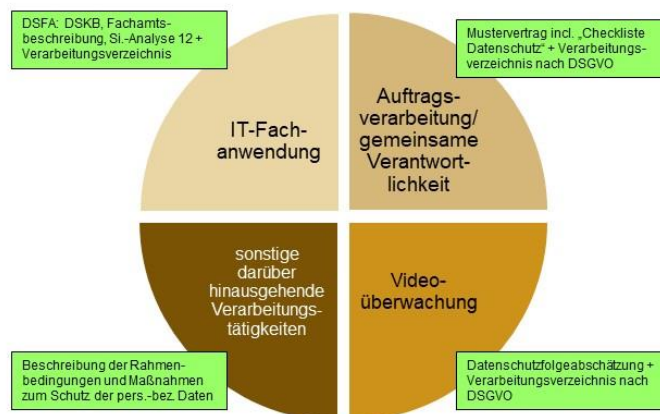 DSFA: DSKB, Fachamts-
beschreibung, Si.-Analyse 12 +
Verarbeitungsverzeichnis
Mustervertrag incl. „Checkliste
Datenschutz“ + Verarbeitungs-
verzeichnis nach DSGVO
IT-Fach-
anwendung
Auftrags-
verarbeitung/
gemeinsame
Verantwort-
lichkeit
sonstige
darüber
hinausgehende
Verarbeitungs-
tätigkeiten
Video-
überwachung
Beschreibung der Rahmen-
bedingungen und Maßnahmen
zum Schutz der pers.-bez. Daten
Datenschutzfolgeabschätzung +
Verarbeitungsverzeichnis nach
DSGVO